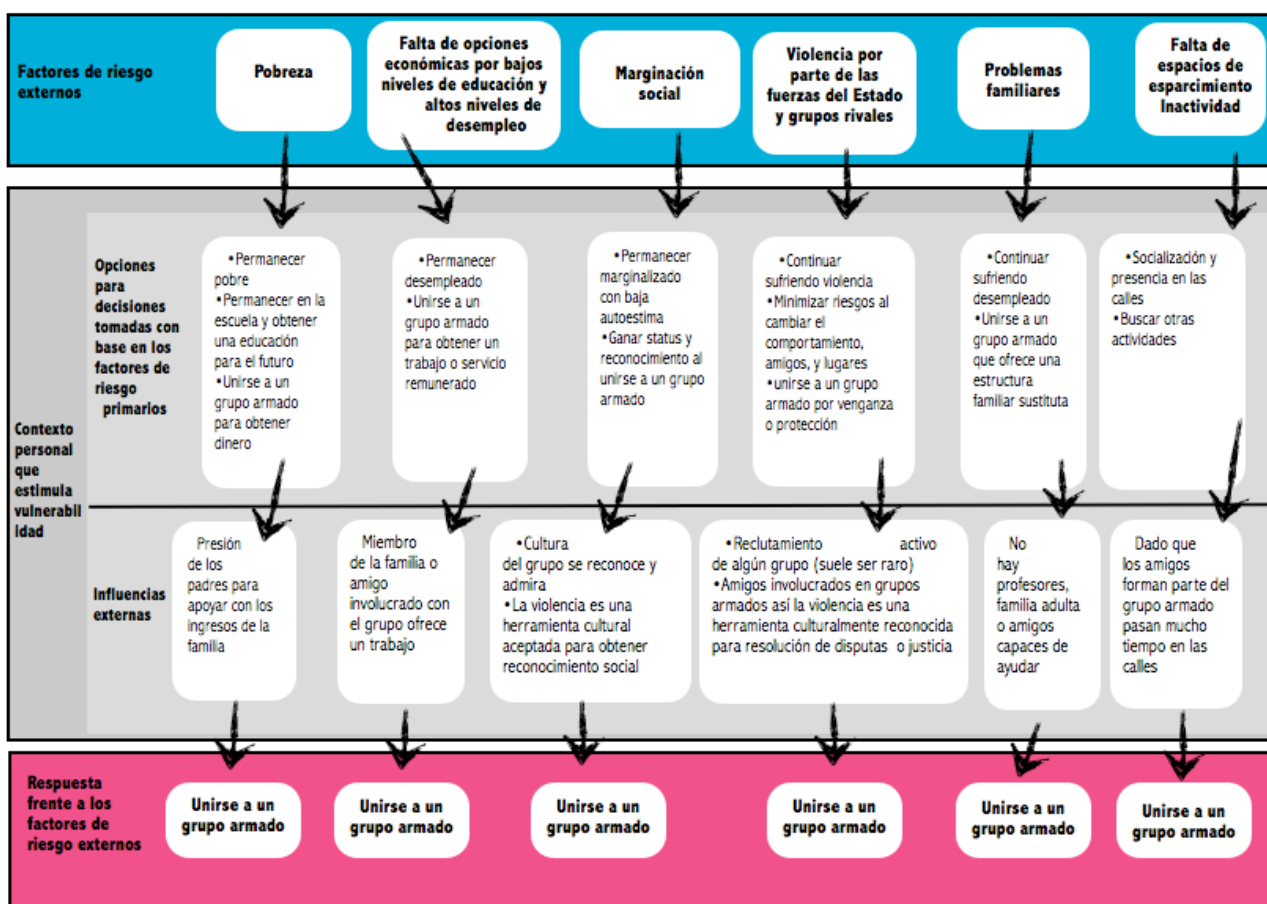 Factores de riesgo
externos
Pobreza
Falta de opciones
económicas por bajos
niveles de educación y
altos niveles de
desempleo
Marginación
social
Violencia por
parte de las
fuerzas del Estado
y grupos rivales
Problemas
familiares
Falta de
espacios de
esparcimiento
Inactividad
Contexto
personal
que
estimula
vulnerabil
idad
Opciones
para
decisiones
tomadas con
base en los
factores de
riesgo
primarios
•Permanecer
pobre
•Permanecer en la
escuela y obtener
una educación
para el futuro
•Unirse a un
grupo armado
para obtener
dinero
•Permanecer
desempleado
•Unirse a un
grupo armado
para obtener un
trabajo o servicio
remunerado
•Permanecer
marginalizado
con baja
autoestima
•Ganar status y
reconocimiento al
unirse a un grupo
armado
•Continuar
sufriendo violencia
•Minimizar riesgos al
cambiar el
comportamiento,
amigos, y lugares
•unirse a un grupo
armado por venganza
o protección
•Continuar
sufriendo
desempleado
•Unirse a un
grupo armado
que ofrece una
estructura
familiar sustituta
•Socialización y
presencia en las
calles
•Buscar otras
actividades
Influencias
externas
Presión
de los
padres para
apoyar con los
ingresos de la
familia
Miembro
de la familia o
amigo
involucrado con
el grupo ofrece
un trabajo
•Cultura
del grupo se reconoce y
admira
•La violencia es una
herramienta cultural
aceptada para obtener
reconocimiento social
•Reclutamiento activo
de algún grupo (suele ser raro)
•Amigos involucrados en grupos
armados así la violencia es una
herramienta culturalmente reconocida
para resolución de disputas o justicia
No
hay
profesores,
familia adulta
o amigos
capaces de
ayudar
Dado que
los amigos
forman parte del
grupo armado
pasan mucho
tiempo en las
calles
Respuesta
frente a los
factores de
riesgo externos
Unirse a un
grupo armado
Unirse a un
grupo armado
Unirse a un
grupo armado
Unirse a un
grupo armado
Unirse a un
grupo armado
Unirse a un
grupo armado